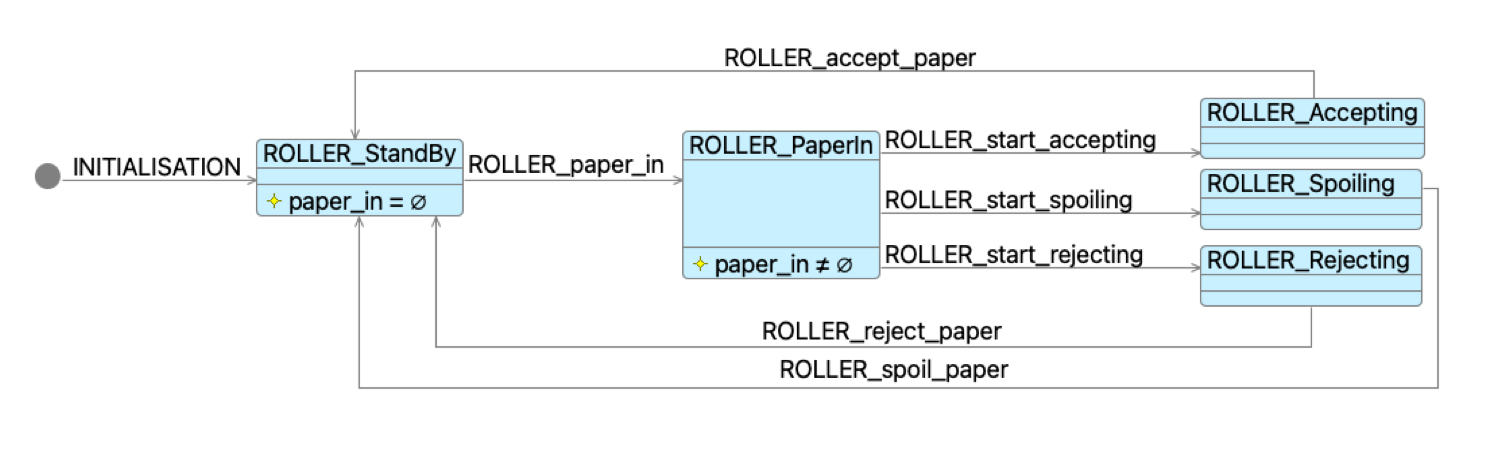 ROLLER_accept_paper
ROLLER_Accepting
INITIALISATION
ROLLER_StandBy
paper_in = ∅
ROLLER_paper_in
ROLLER_PaperIn
paper_in ≠ ∅
ROLLER_start_accepting
ROLLER_start_spoiling
ROLLER_Spoiling
ROLLER_start_rejecting
ROLLER_Rejecting
ROLLER_reject_paper
ROLLER_spoil_paper